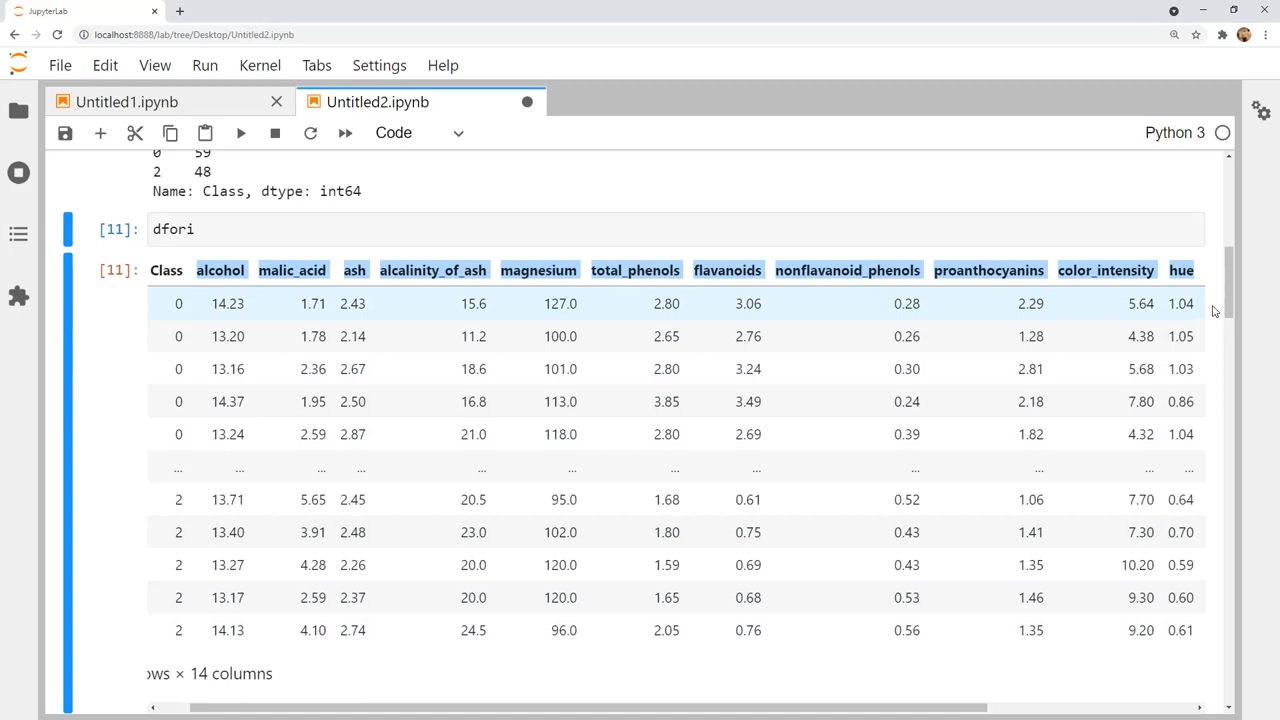 JupyterLab
localhost:8888/lab/tree/Desktop/Untitled2.ipynb
File Edit View Run Kernel Tabs Settings Help
Untitled1.ipynb Untitled2.ipynb
Code Python 3
0 59
2 48
Name: Class, dtype: int64
[11]: dfori
[11]: Class alcohol malic_acid ash alcalinity_of_ash magnesium total_phenols flavanoids nonflavanoid_phenols proanthocyanins color_intensity hue
0 14.23 1.71 2.43 15.6 127.0 2.80 3.06 0.28 2.29 5.64 1.04
0 13.20 1.78 2.14 11.2 100.0 2.65 2.76 0.26 1.28 4.38 1.05
0 13.16 2.36 2.67 18.6 101.0 2.80 3.24 0.30 2.81 5.68 1.03
0 14.37 1.95 2.50 16.8 113.0 3.85 3.49 0.24 2.18 7.80 0.86
0 13.24 2.59 2.87 21.0 118.0 2.80 2.69 0.39 1.82 4.32 1.04
... ... ... ... ... ... ... ... ... ... ... ...
2 13.71 5.65 2.45 20.5 95.0 1.68 0.61 0.52 1.06 7.70 0.64
2 13.40 3.91 2.48 23.0 102.0 1.80 0.75 0.43 1.41 7.30 0.70
2 13.27 4.28 2.26 20.0 120.0 1.59 0.69 0.43 1.35 10.20 0.59
2 13.17 2.59 2.37 20.0 120.0 1.65 0.68 0.53 1.46 9.30 0.60
2 14.13 4.10 2.74 24.5 96.0 2.05 0.76 0.56 1.35 9.20 0.61
ows × 14 columns